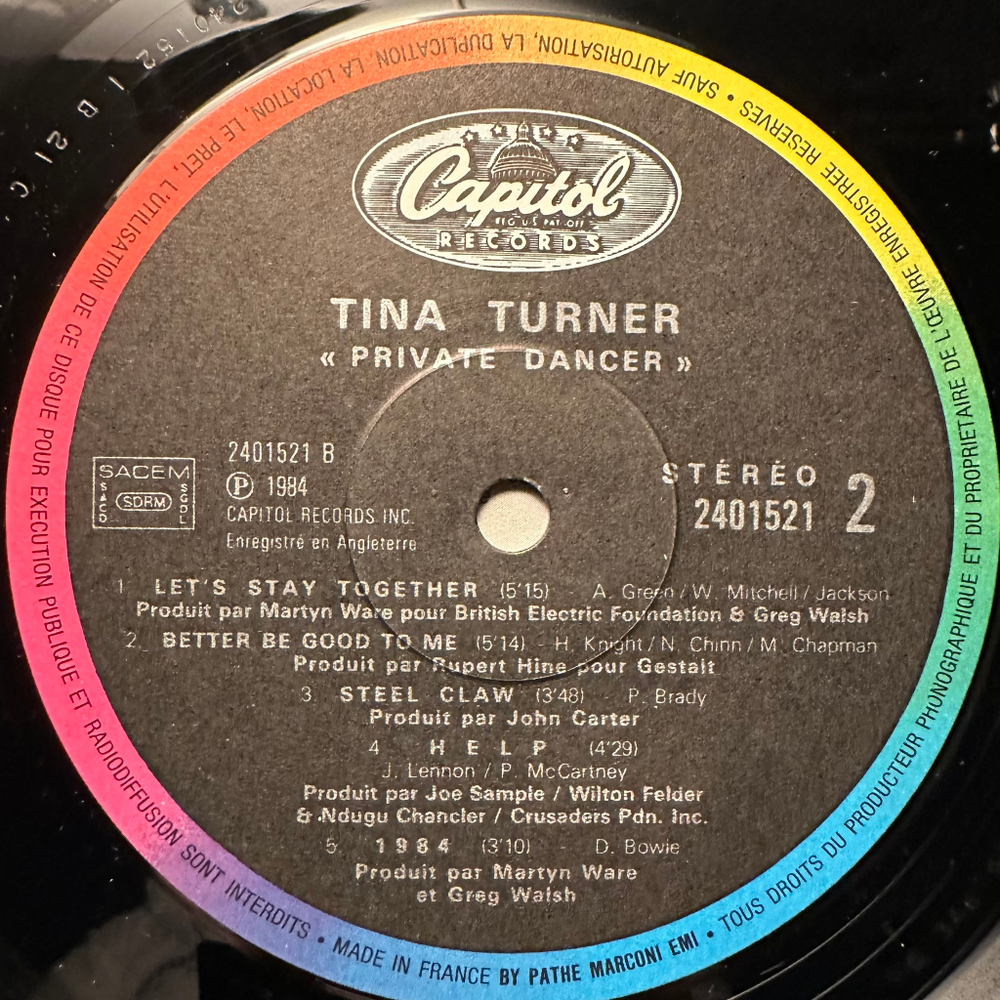 Capitol
REG. U.S. PAT. OFF.
RECORDS
TINA TURNER
« PRIVATE DANCER »
2401521 B
Ⓟ 1984
CAPITOL RECORDS INC.
Enregistré en Angleterre
SACEM
SACD SDRM SGDL
STÉRÉO
2401521 2
1 LET'S STAY TOGETHER (5'15) - A. Green / W. Mitchell / Jackson
Produit par Martyn Ware pour British Electric Foundation & Greg Walsh
2. BETTER BE GOOD TO ME (5'14) - H. Knight / N. Chinn / M. Chapman
Produit par Rupert Hine pour Gestalt
3 STEEL CLAW (3'48) - P. Brady
Produit par John Carter
4 HELP (4'29)
J. Lennon / P. McCartney
Produit par Joe Sample / Wilton Felder
& Ndugu Chancler / Crusaders Pdn. Inc.
5. 1984 (3'10) D. Bowie
Produit par Martyn Ware
et Greg Walsh
MADE IN FRANCE BY PATHE MARCONI EMI • TOUS DROITS DU PRODUCTEUR PHONOGRAPHIQUE ET DU PROPRIETAIRE DE L'ŒUVRE ENREGISTREE RESERVES • SAUF AUTORISATION, LA DUPLICATION, LA LOCATION, LE PRET, L'UTILISATION DE CE DISQUE POUR EXECUTION PUBLIQUE ET RADIODIFFUSION SONT INTERDITS •
240152 1 B 21 C